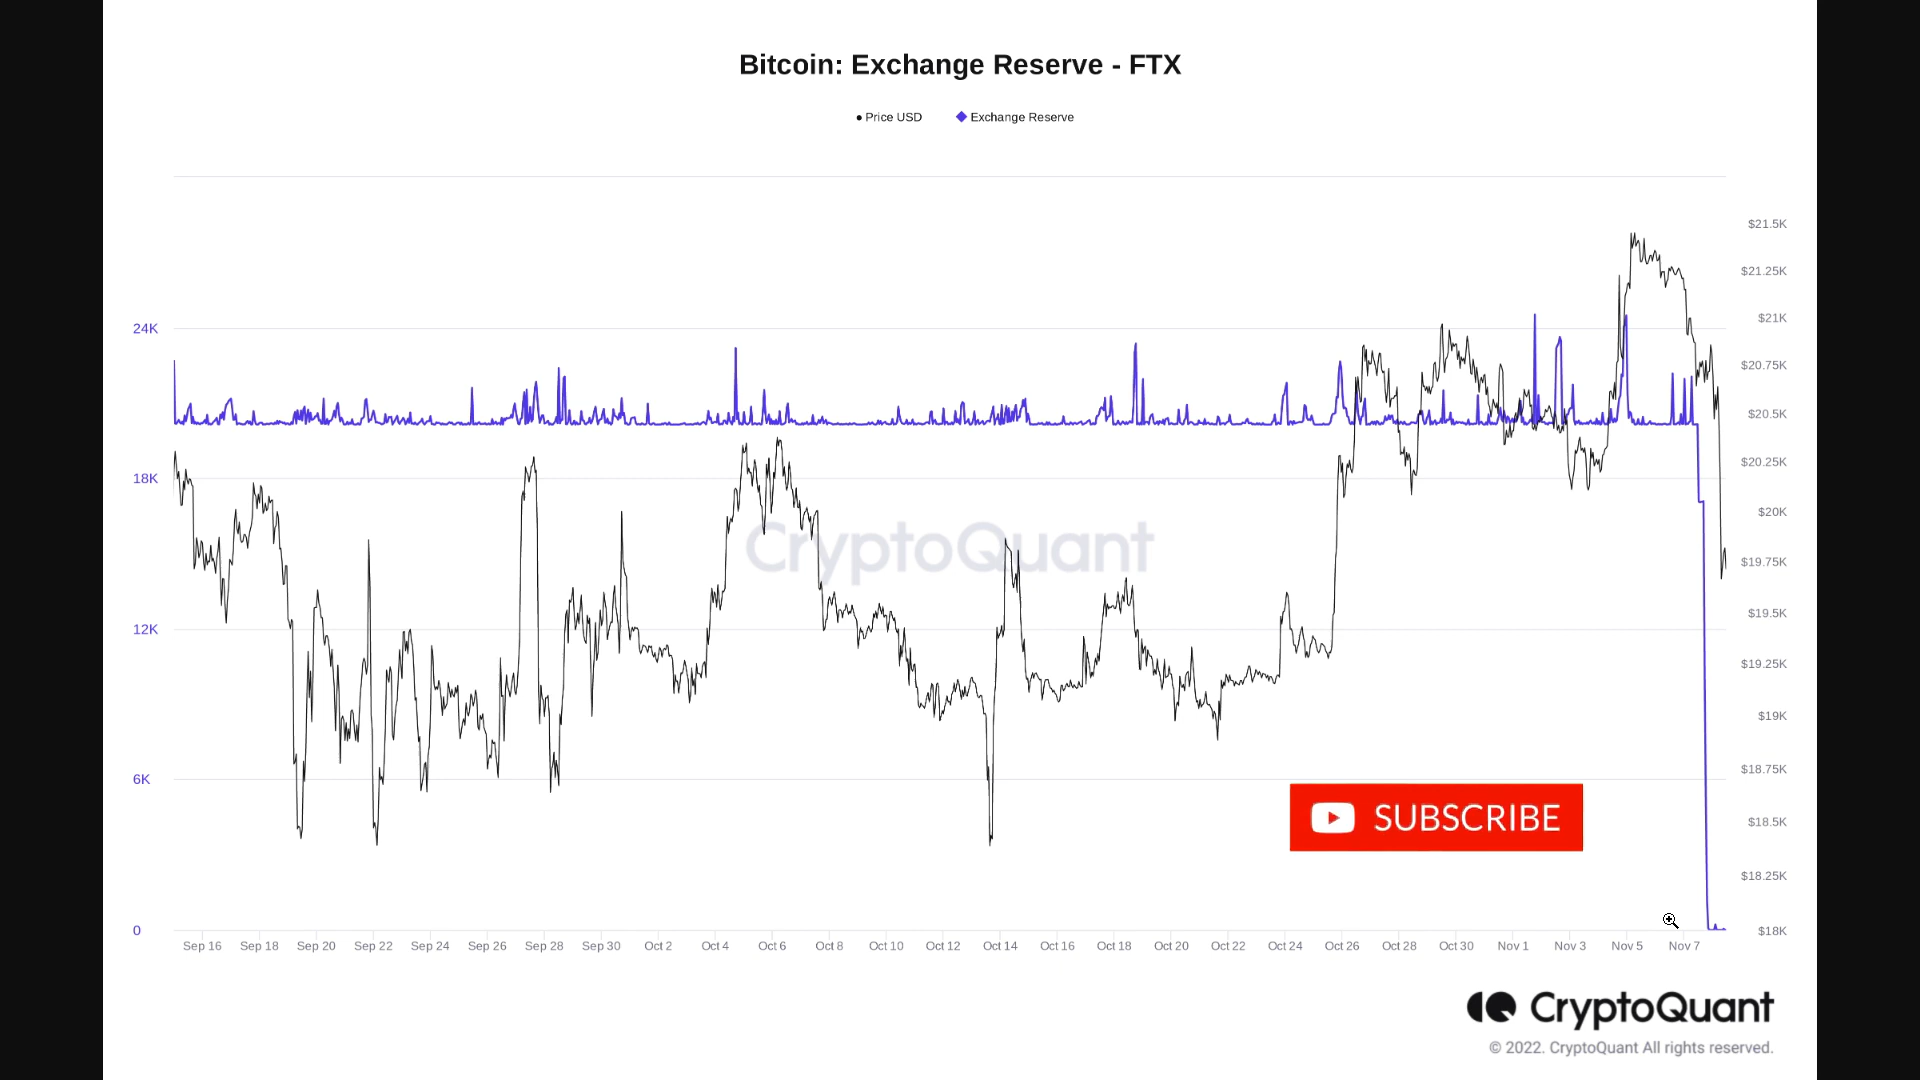 Bitcoin: Exchange Reserve - FTX
Price USD Exchange Reserve
$21.5K
$21.25K
$21K
24K
$20.75K
$20.5K
$20.25K
18K
$20K
CryptoQuant
$19.75K
$19.5K
12K
$19.25K
$19K
$18.75K
6K
SUBSCRIBE
$18.5K
$18.25K
0
$18K
Sep 16 Sep 18 Sep 20 Sep 22 Sep 24 Sep 26 Sep 28 Sep 30 Oct 2 Oct 4 Oct 6 Oct 8 Oct 10 Oct 12 Oct 14 Oct 16 Oct 18 Oct 20 Oct 22 Oct 24 Oct 26 Oct 28 Oct 30 Nov 1 Nov 3 Nov 5 Nov 7
CryptoQuant
© 2022. CryptoQuant All rights reserved.